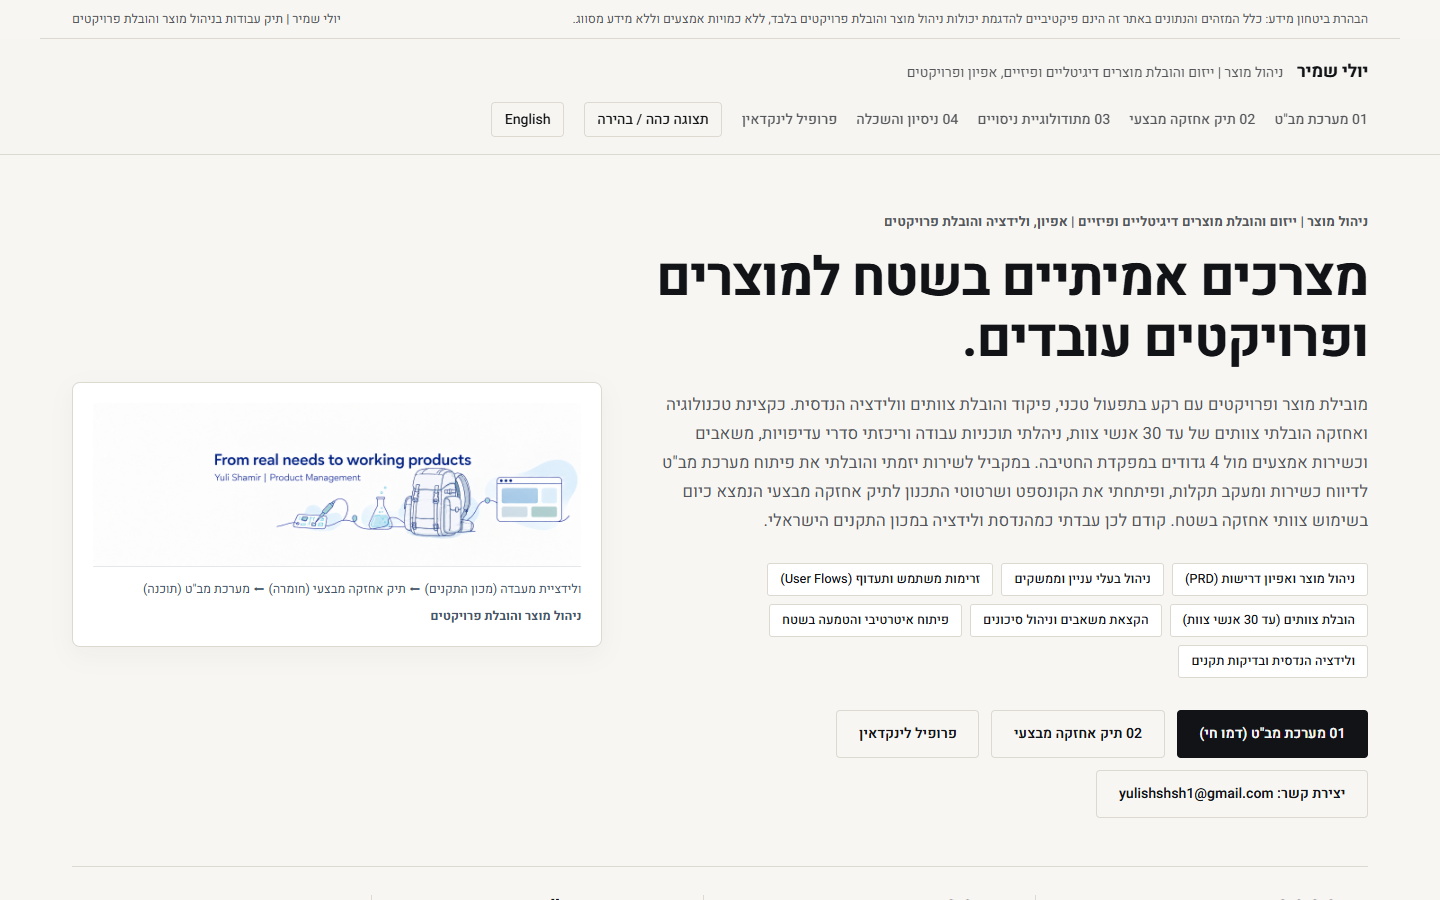 הבהרת ביטחון מידע: כלל המזהים והנתונים באתר זה הינם פיקטיביים להדגמת יכולות ניהול מוצר והובלת פרויקטים בלבד, ללא כמויות אמצעים וללא מידע מסווג.
יולי שמיר | תיק עבודות בניהול מוצר והובלת פרויקטים
יולי שמיר
ניהול מוצר | ייזום והובלת מוצרים דיגיטליים ופיזיים, אפיון ופרויקטים
01 מערכת מב"ט
02 תיק אחזקה מבצעי
03 מתודולוגיית ניסויים
04 ניסיון והשכלה
פרופיל לינקדאין
תצוגה כהה / בהירה
English
ניהול מוצר | ייזום והובלת מוצרים דיגיטליים ופיזיים | אפיון, ולידציה והובלת פרויקטים
מצרכים אמיתיים בשטח למוצרים
ופרויקטים עובדים.
מובילת מוצר ופרויקטים עם רקע בתפעול טכני, פיקוד והובלת צוותים וולידציה הנדסית. כקצינת טכנולוגיה
ואחזקה הובלתי צוותים של עד 30 אנשי צוות, ניהלתי תוכניות עבודה וריכזתי סדרי עדיפויות, משאבים
וכשירות אמצעים מול 4 גדודים במפקדת החטיבה. במקביל לשירות יזמתי והובלתי את פיתוח מערכת מב"ט
לדיווח כשירות ומעקב תקלות, ופיתחתי את הקונספט ושרטוטי התכנון לתיק אחזקה מבצעי הנמצא כיום
בשימוש צוותי אחזקה בשטח. קודם לכן עבדתי כמהנדסת ולידציה במכון התקנים הישראלי.
ניהול מוצר ואפיון דרישות (PRD)
ניהול בעלי עניין וממשקים
זרימות משתמש ותעדוף (User Flows)
הובלת צוותים (עד 30 אנשי צוות)
הקצאת משאבים וניהול סיכונים
פיתוח איטרטיבי והטמעה בשטח
ולידציה הנדסית ובדיקות תקנים
01 מערכת מב"ט (דמו חי)
02 תיק אחזקה מבצעי
פרופיל לינקדאין
יצירת קשר: yulishshsh1@gmail.com
From real needs to working products
Yuli Shamir | Product Management
ולידציית מעבדה (מכון התקנים) ← תיק אחזקה מבצעי (חומרה) ← מערכת מב"ט (תוכנה)
ניהול מוצר והובלת פרויקטים